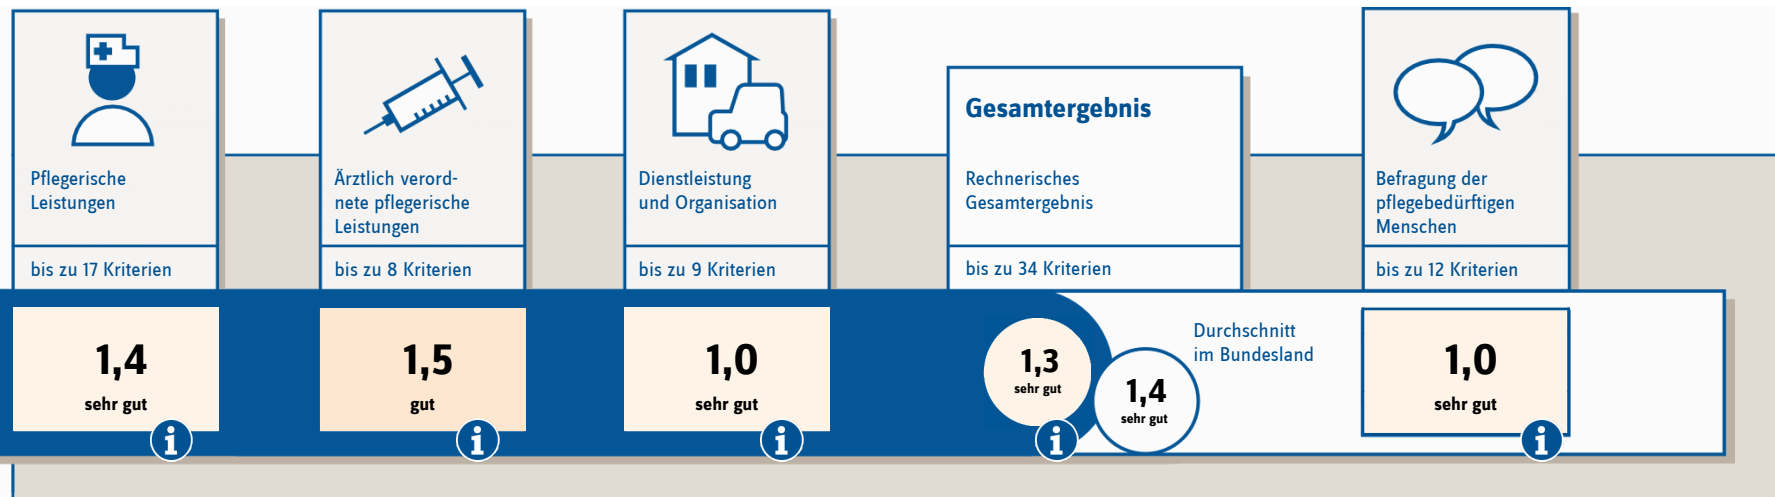 Pflegerische
Leistungen
bis zu 17 Kriterien
1,4
sehr gut
i
Ärztlich verord-
nete pflegerische
Leistungen
bis zu 8 Kriterien
1,5
gut
i
Dienstleistung
und Organisation
bis zu 9 Kriterien
1,0
sehr gut
i
Gesamtergebnis
Rechnerisches
Gesamtergebnis
bis zu 34 Kriterien
1,3
sehr gut
i
Durchschnitt
im Bundesland
1,4
sehr gut
Befragung der
pflegebedürftigen
Menschen
bis zu 12 Kriterien
1,0
sehr gut
i